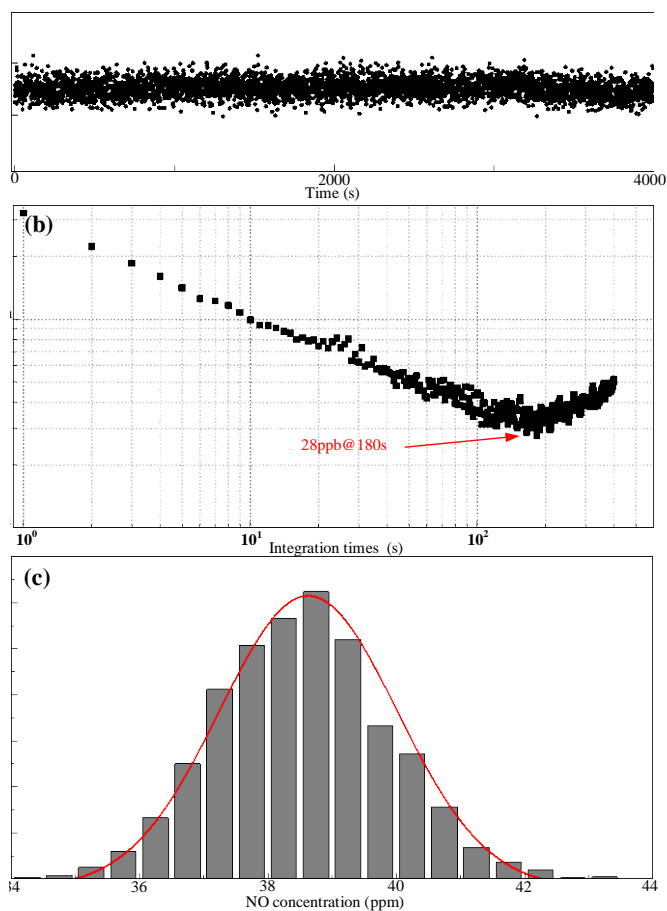 0 2000 4000
Time (s)
(b)
28ppb@180s
10⁰ 10¹ 10²
Integration times (s)
(c)
36 38 40 42 44
NO concentration (ppm)